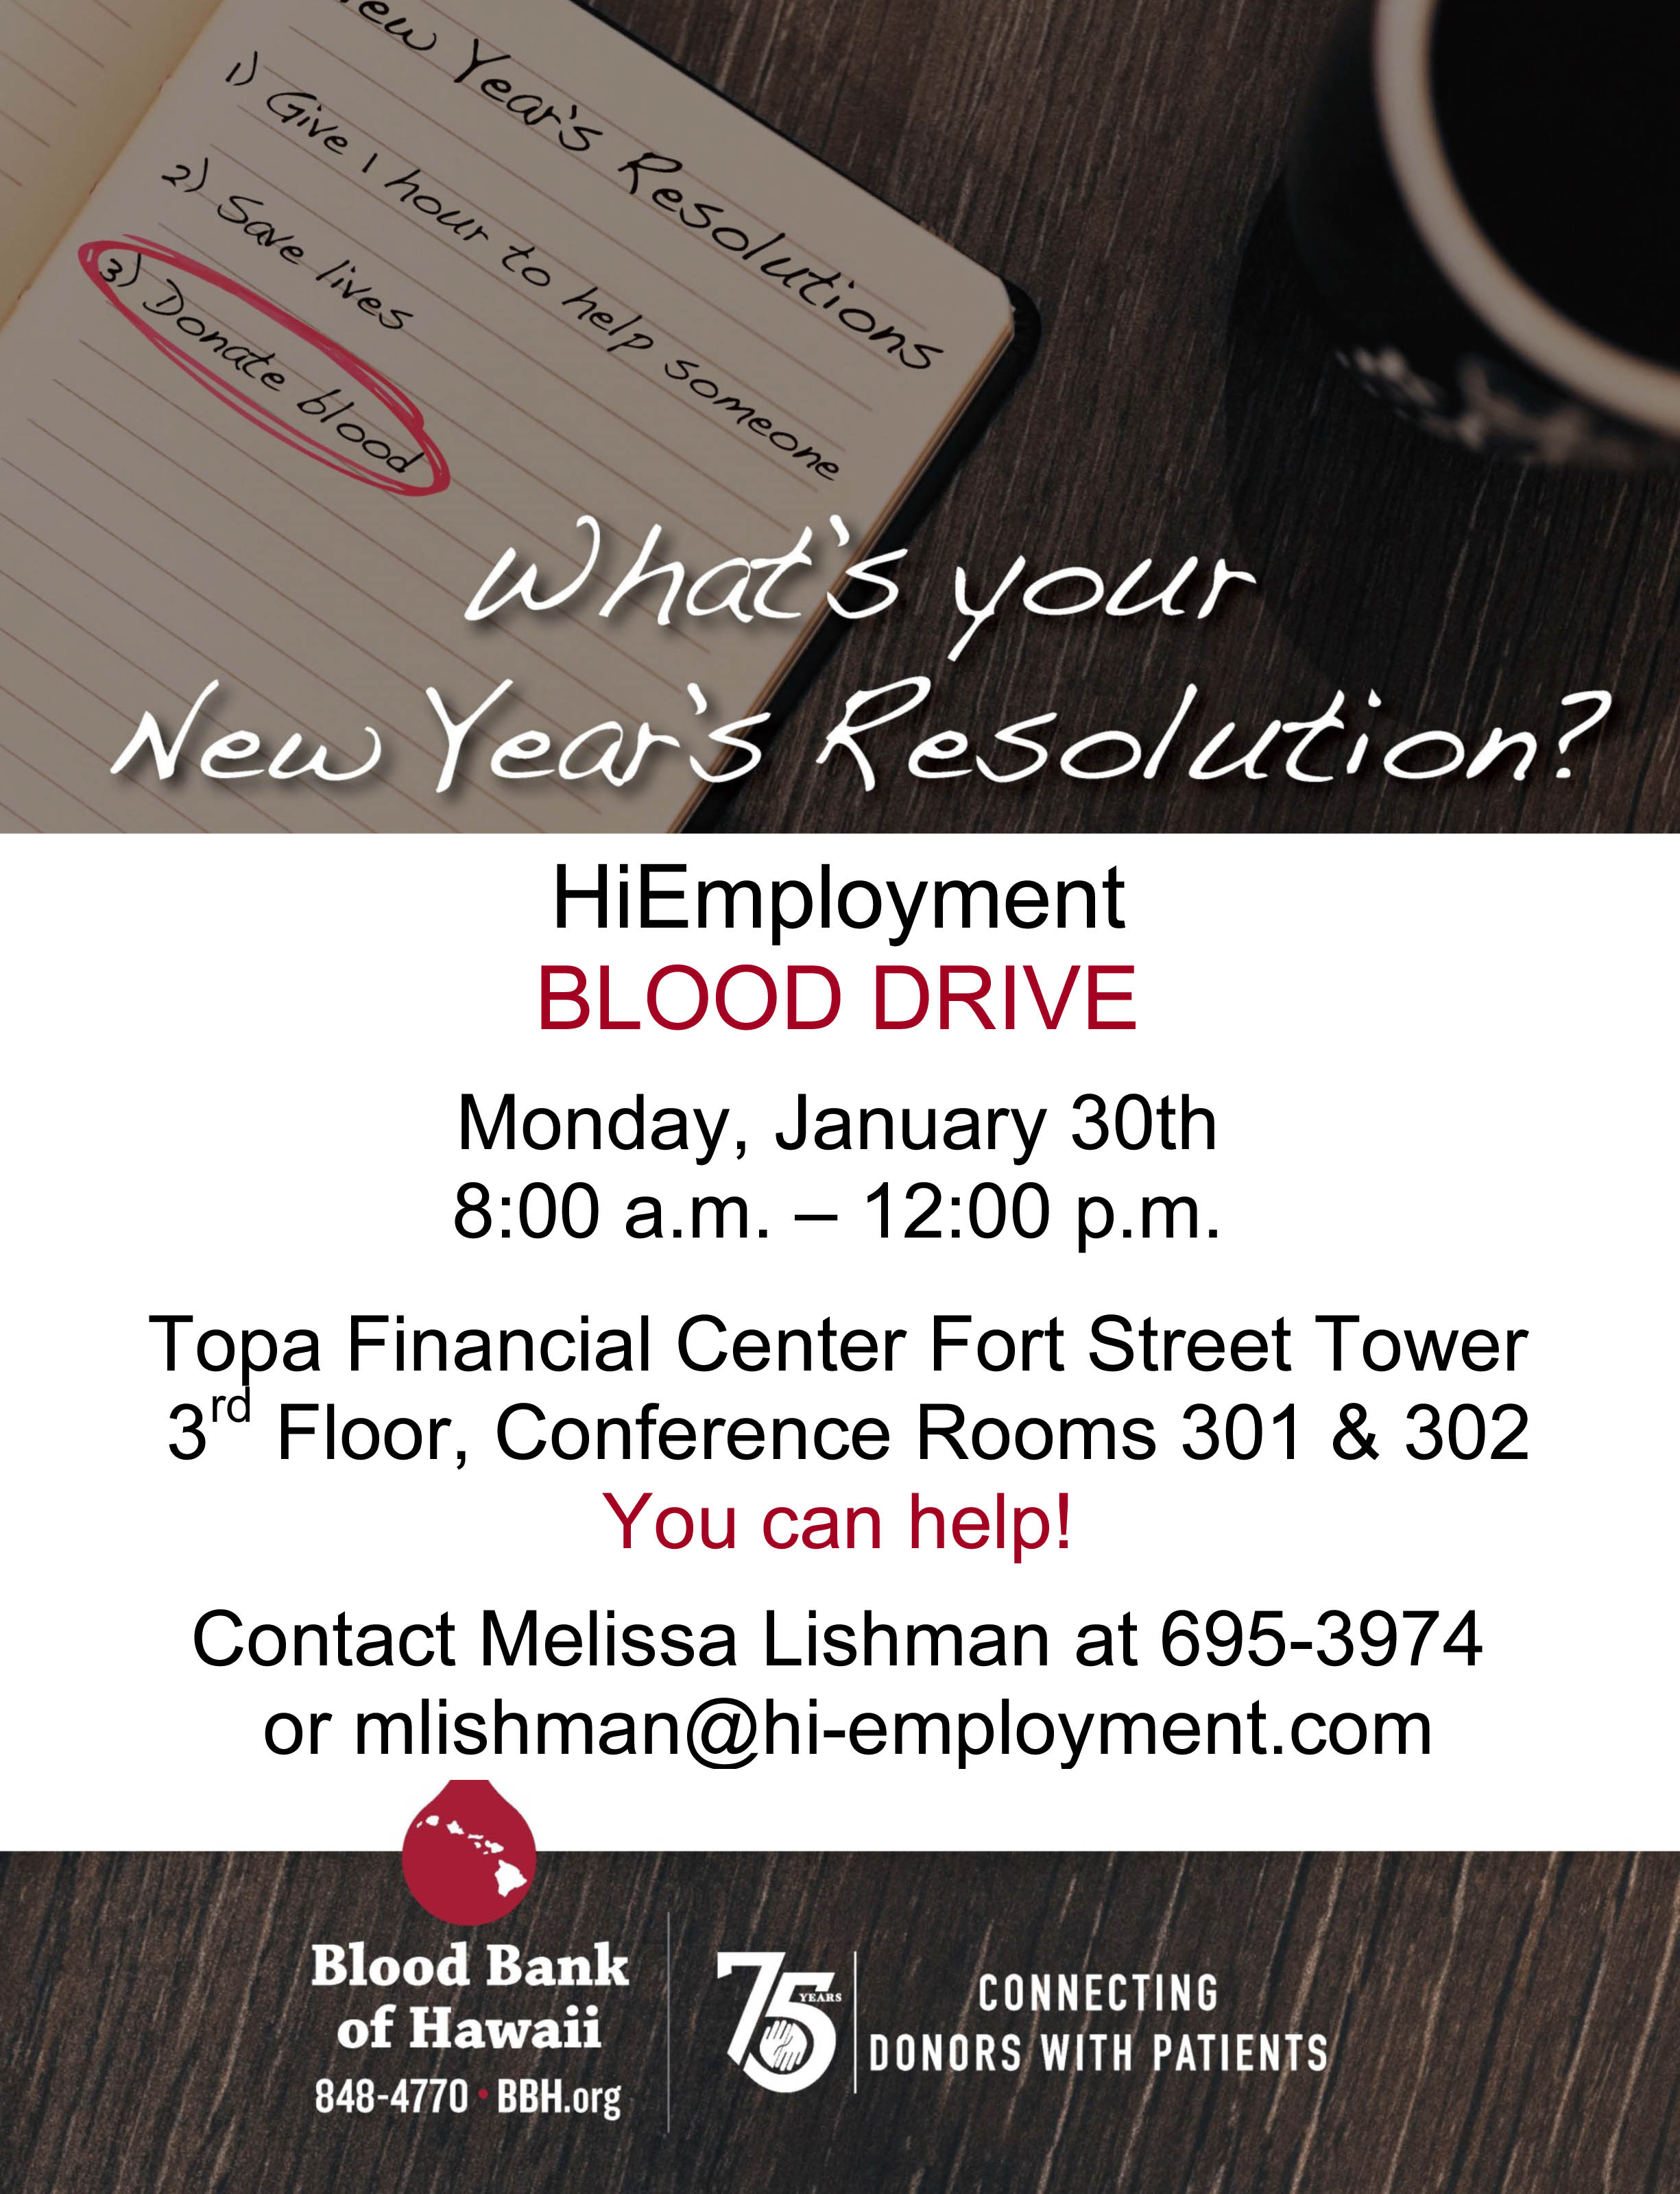 ew Year's Resolutions
1) Give 1 hour to help someone
2) Save lives
3) Donate blood
What's your
New Year's Resolution?
HiEmployment
BLOOD DRIVE
Monday, January 30th
8:00 a.m. – 12:00 p.m.
Topa Financial Center Fort Street Tower
3rd Floor, Conference Rooms 301 & 302
You can help!
Contact Melissa Lishman at 695-3974
or mlishman@hi-employment.com
Blood Bank
of Hawaii
848-4770 • BBH.org
75 YEARS
CONNECTING
DONORS WITH PATIENTS